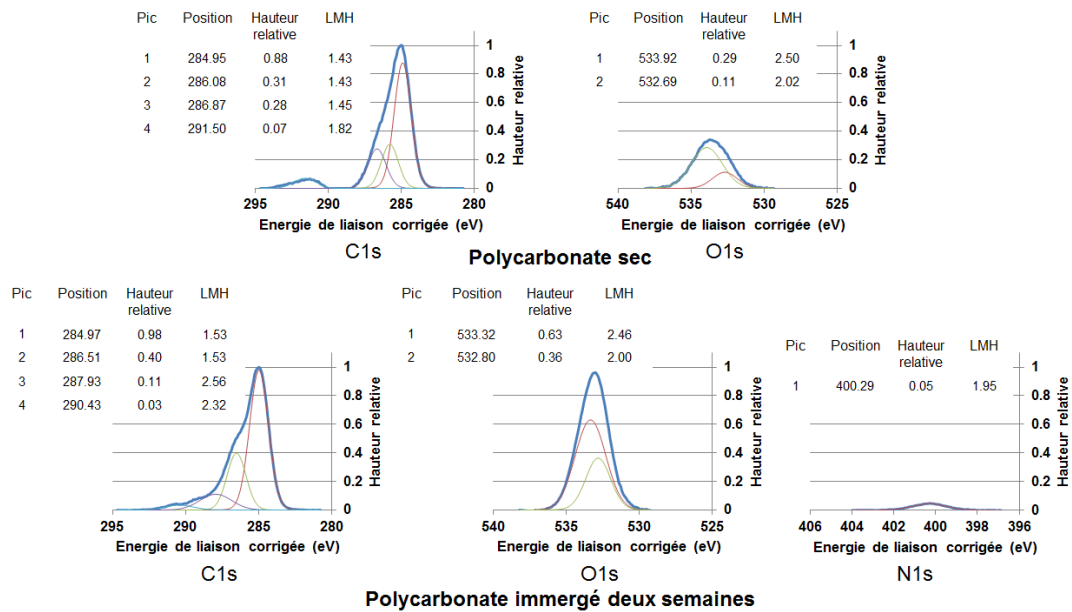 Pic Position Hauteur relative LMH
1 284.95 0.88 1.43
2 286.08 0.31 1.43
3 286.87 0.28 1.45
4 291.50 0.07 1.82
1
0.8
0.6
0.4
0.2
0
Hauteur relative
295 290 285 280
Energie de liaison corrigée (eV)
C1s
Pic Position Hauteur relative LMH
1 533.92 0.29 2.50
2 532.69 0.11 2.02
1
0.8
0.6
0.4
0.2
0
Hauteur relative
540 535 530 525
Energie de liaison corrigée (eV)
O1s
Polycarbonate sec
Pic Position Hauteur relative LMH
1 284.97 0.98 1.53
2 286.51 0.40 1.53
3 287.93 0.11 2.56
4 290.43 0.03 2.32
1
0.8
0.6
0.4
0.2
0
Hauteur relative
295 290 285 280
Energie de liaison corrigée (eV)
C1s
Pic Position Hauteur relative LMH
1 533.32 0.63 2.46
2 532.80 0.36 2.00
1
0.8
0.6
0.4
0.2
0
Hauteur relative
540 535 530 525
Energie de liaison corrigée (eV)
O1s
Pic Position Hauteur relative LMH
1 400.29 0.05 1.95
1
0.8
0.6
0.4
0.2
0
Hauteur relative
406 404 402 400 398 396
Energie de liaison corrigée (eV)
N1s
Polycarbonate immergé deux semaines